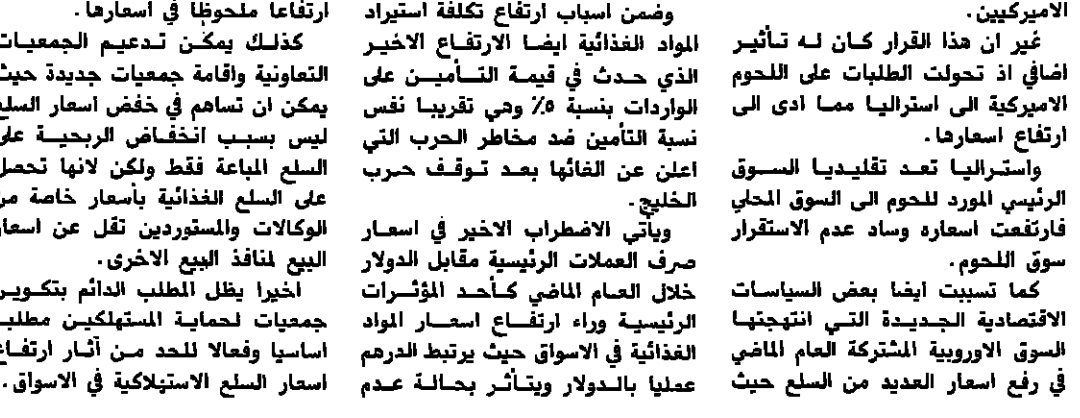 الاميركيين.
غير ان هذا القرار كان له تأثير
اضافي اذ تحولت الطلبات على اللحوم
الاميركية الى استراليا مما ادى الى
ارتفاع اسعارها.
واستراليا تعد تقليديا السوق
الرئيسي المورد للحوم الى السوق المحلي
فارتفعت اسعاره وساد عدم الاستقرار
سوق اللحوم.
كما تسببت ايضا بعض السياسات
الاقتصادية الجديدة التي انتهجتها
السوق الاوروبية المشتركة العام الماضي
في رفع اسعار العديد من السلع حيث
وضمن اسباب ارتفاع تكلفة استيراد
المواد الغذائية ايضا الارتفاع الاخير
الذي حدث في قيمة التأمين على
الواردات بنسبة ٥٪ وهي تقريبا نفس
نسبة التأمين ضد مخاطر الحرب التي
اعلن عن الغائها بعد توقف حرب
الخليج.
ويأتي الاضطراب الاخير في اسعار
صرف العملات الرئيسية مقابل الدولار
خلال العام الماضي كأحد المؤثرات
الرئيسية وراء ارتفاع اسعار المواد
الغذائية في الاسواق حيث يرتبط الدرهم
عمليا بالدولار ويتأثر بحالة عدم
ارتفاعا ملحوظا في اسعارها.
كذلك يمكن تدعيم الجمعيات
التعاونية واقامة جمعيات جديدة حيث
يمكن ان تساهم في خفض اسعار السلع
ليس بسبب انخفاض الربحية على
السلع المباعة فقط ولكن لانها تحصل
على السلع الغذائية بأسعار خاصة من
الوكالات والمستوردين تقل عن اسعار
البيع لمنافذ البيع الاخرى.
اخيرا يظل المطلب الدائم بتكوين
جمعيات لحماية المستهلكين مطلبا
اساسيا وفعالا للحد من آثار ارتفاع
اسعار السلع الاستهلاكية في الاسواق.